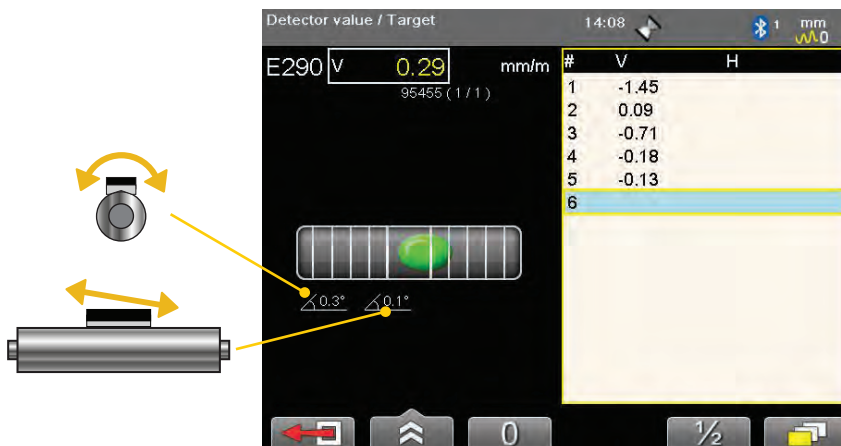 Detector value / Target 14:08 1 mm
0
E290 V 0.29 mm/m
95455 ( 1 / 1 )
# V H
1 -1.45
2 0.09
3 -0.71
4 -0.18
5 -0.13
6
0.3° 0.1°
0 ½